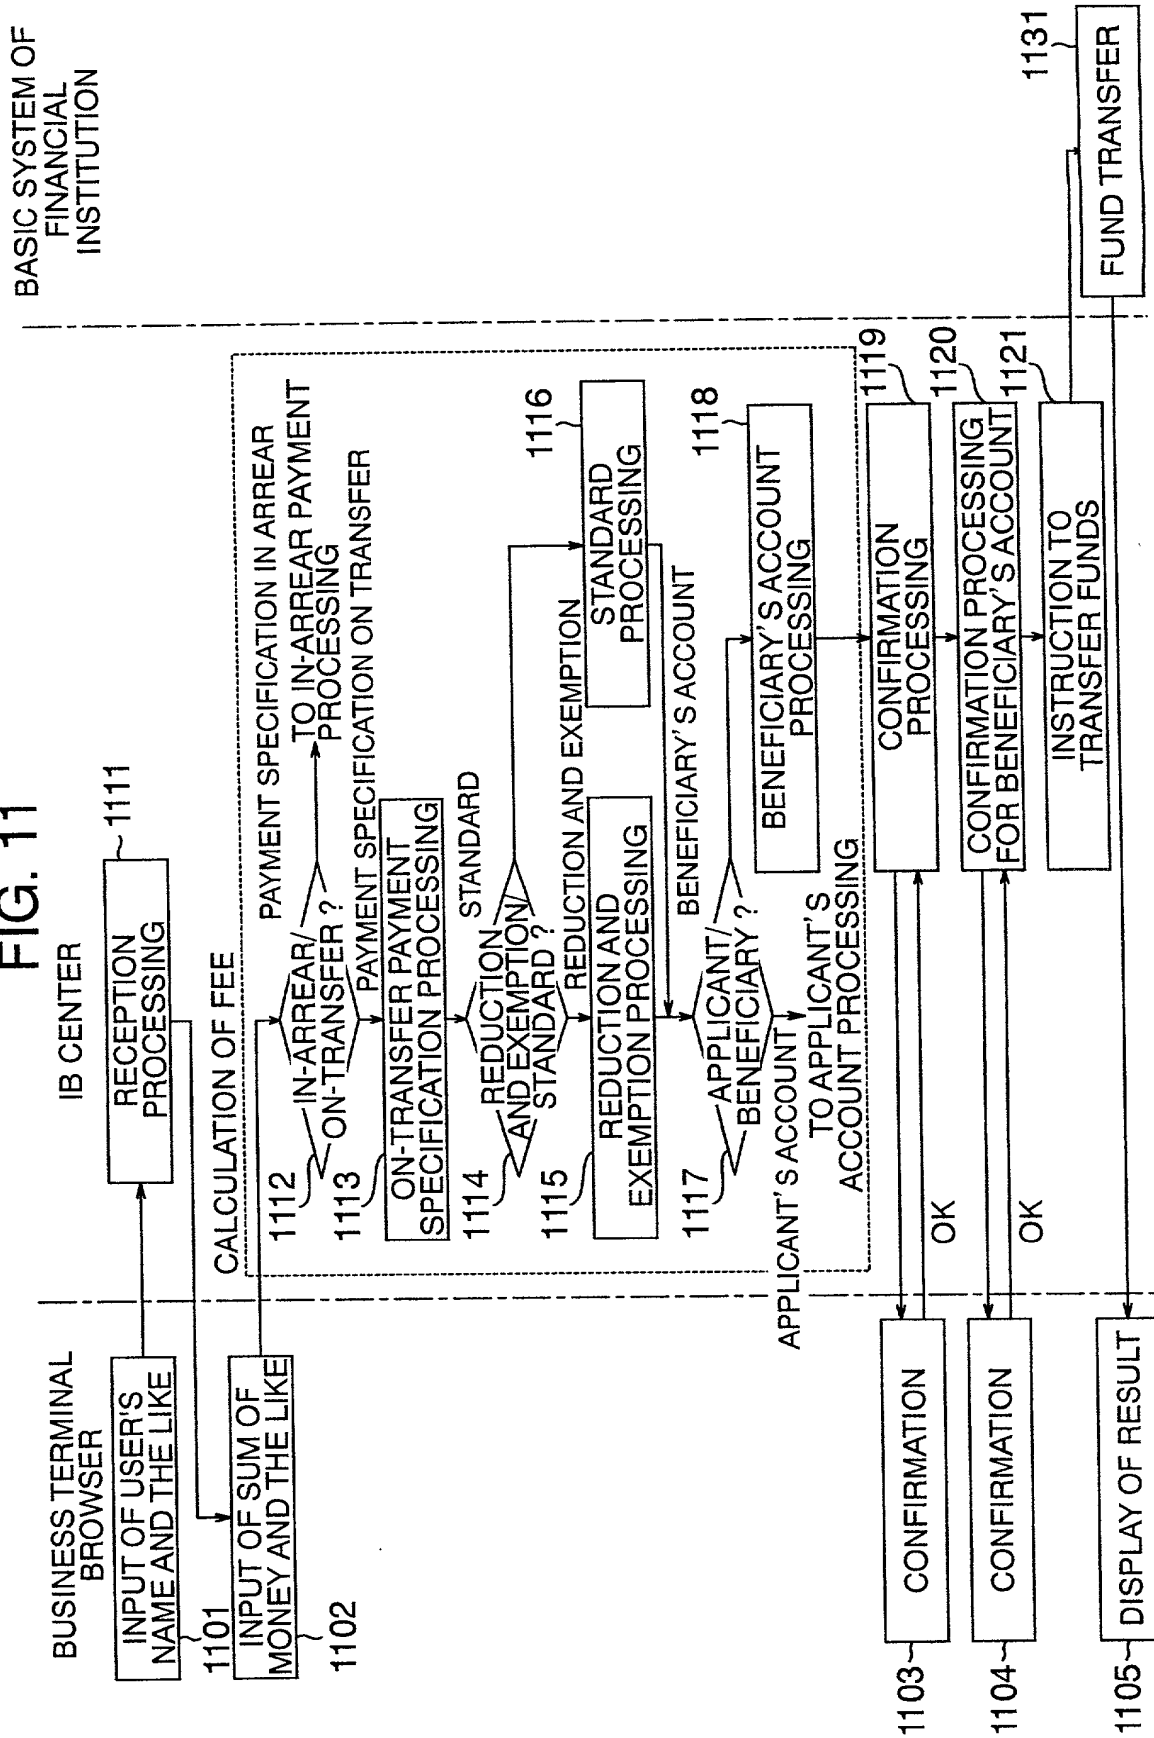 FIG. 11
BUSINESS TERMINAL
BROWSER
IB CENTER
BASIC SYSTEM OF
FINANCIAL
INSTITUTION
INPUT OF USER'S
NAME AND THE LIKE
1101
RECEPTION
PROCESSING
1111
INPUT OF SUM OF
MONEY AND THE LIKE
1102
CALCULATION OF FEE
1112
IN-ARREAR/
ON-TRANSFER ?
PAYMENT SPECIFICATION IN ARREAR
TO IN-ARREAR PAYMENT
PROCESSING
PAYMENT SPECIFICATION ON TRANSFER
1113
ON-TRANSFER PAYMENT
SPECIFICATION PROCESSING
1114
REDUCTION
AND EXEMPTION/
STANDARD ?
STANDARD
REDUCTION AND EXEMPTION
1115
REDUCTION AND
EXEMPTION PROCESSING
1116
STANDARD
PROCESSING
1117
APPLICANT/
BENEFICIARY ?
BENEFICIARY'S ACCOUNT
APPLICANT'S ACCOUNT
TO APPLICANT'S
ACCOUNT PROCESSING
1118
BENEFICIARY'S ACCOUNT
PROCESSING
1119
CONFIRMATION
PROCESSING
OK
1103
CONFIRMATION
1120
CONFIRMATION PROCESSING
FOR BENEFICIARY'S ACCOUNT
OK
1104
CONFIRMATION
1121
INSTRUCTION TO
TRANSFER FUNDS
1131
FUND TRANSFER
1105
DISPLAY OF RESULT